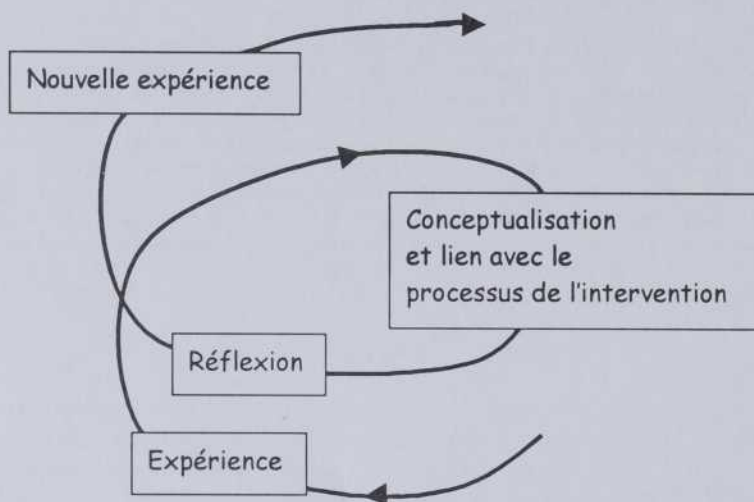 Nouvelle expérience
Conceptualisation
et lien avec le
processus de l'intervention
Réflexion
Expérience